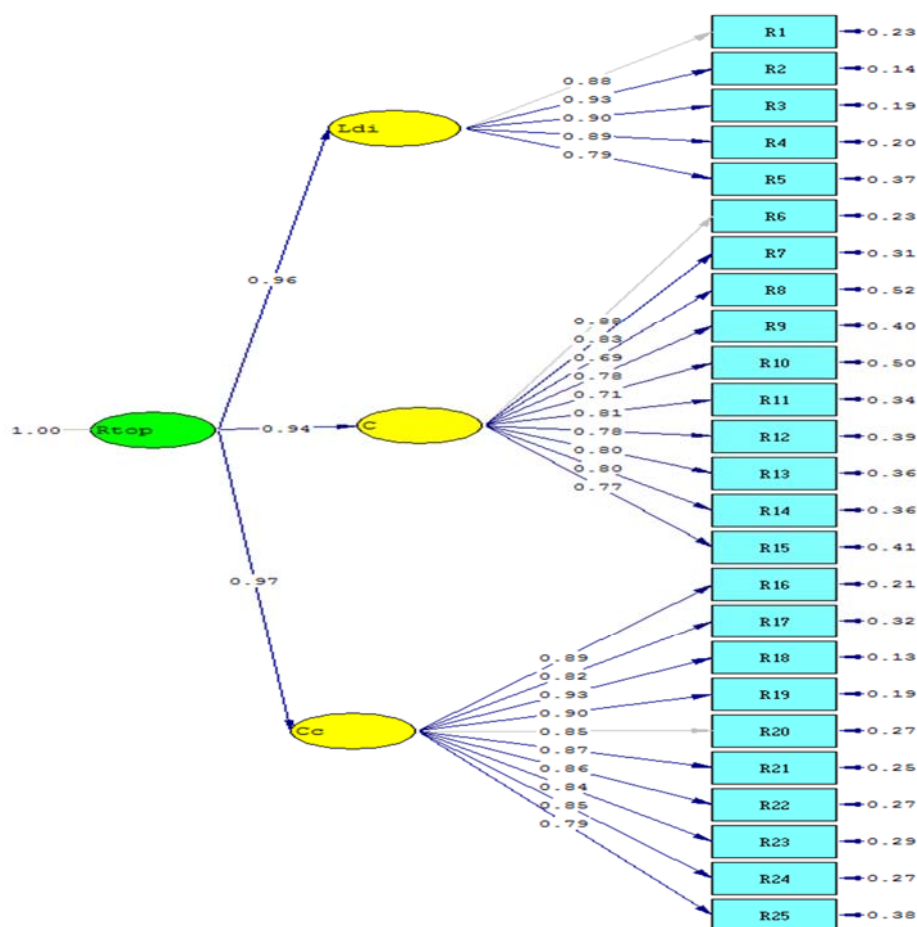 R1 0.23
R2 0.14
0.88
0.93
R3 0.19
0.90
Ldi
0.89
R4 0.20
0.79
R5 0.37
R6 0.23
R7 0.31
0.96
R8 0.52
0.83
R9 0.40
0.69
0.78
R10 0.50
0.71
R11 0.34
0.81
1.00 Rtop 0.94 C
0.78
R12 0.39
0.80
0.80
R13 0.36
0.77
R14 0.36
R15 0.41
0.97
R16 0.21
R17 0.32
0.89
R18 0.13
0.82
0.93
R19 0.19
0.90
Cc
0.85
R20 0.27
0.87
R21 0.25
0.86
0.84
R22 0.27
0.85
0.79
R23 0.29
R24 0.27
R25 0.38